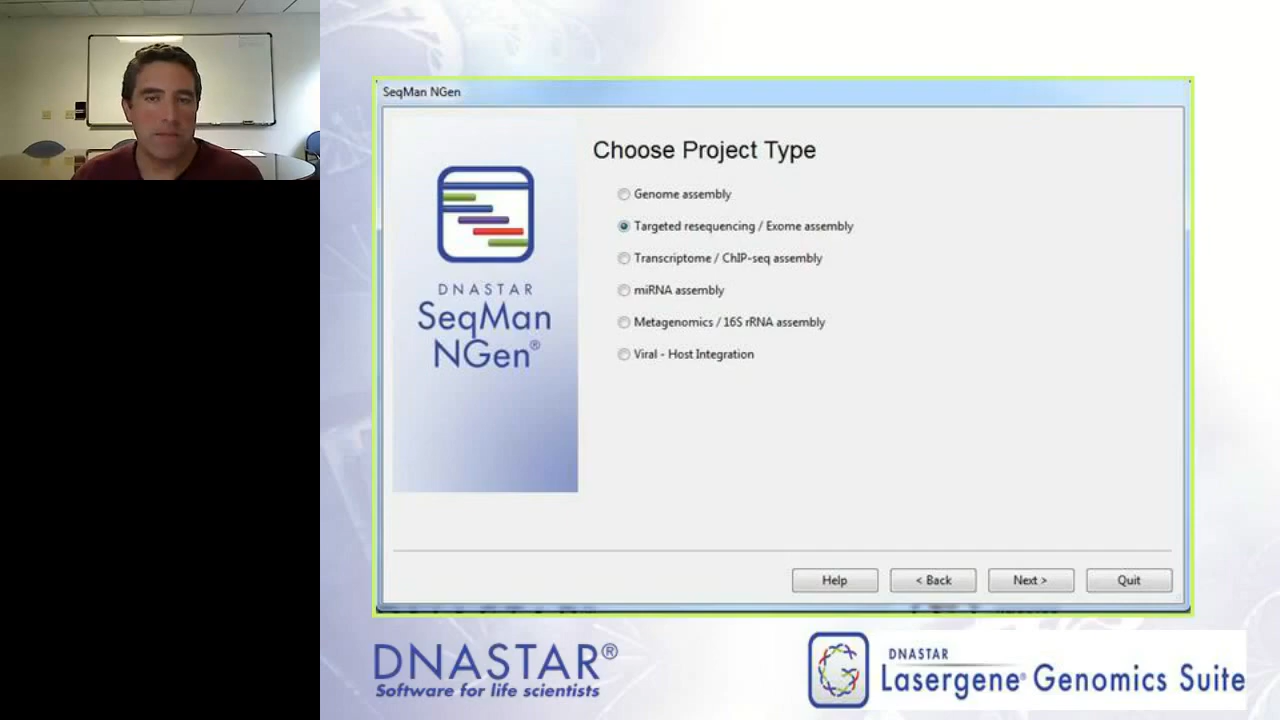 SeqMan NGen
Choose Project Type
Genome assembly
Targeted resequencing / Exome assembly
Transcriptome / ChIP-seq assembly
miRNA assembly
Metagenomics / 16S rRNA assembly
Viral - Host Integration
DNASTAR
SeqMan
NGen®
Help
< Back
Next >
Quit
DNASTAR®
Software for life scientists
DNASTAR
Lasergene® Genomics Suite